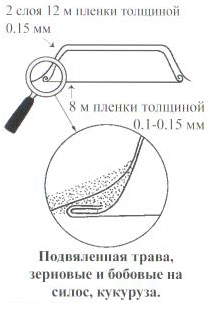 2 слоя 12 м пленки толщиной
0.15 мм
8 м пленки толщиной
0.1-0.15 мм
Подвяленная трава,
зерновые и бобовые на
силос, кукуруза.